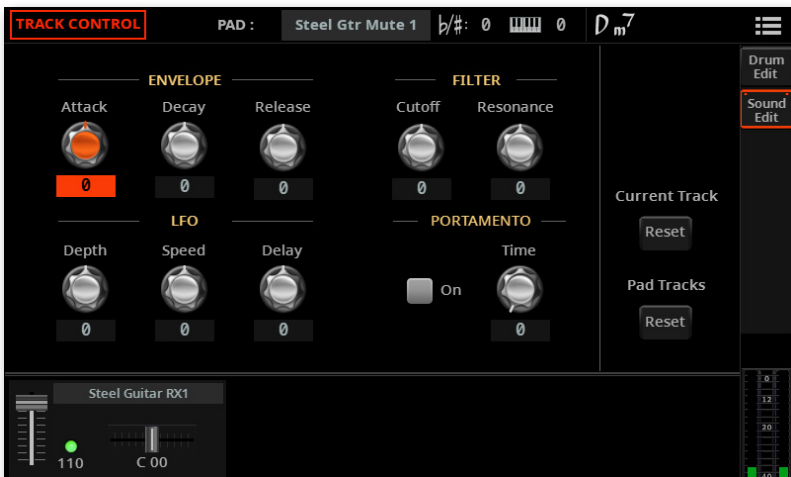 TRACK CONTROL PAD : Steel Gtr Mute 1 ♭/#: 0 0 Dm7
Drum
Edit
Sound
Edit
ENVELOPE FILTER
Attack Decay Release Cutoff Resonance
0 0 0 0 0
LFO PORTAMENTO
Depth Speed Delay Time
On
0 0 0 0
Current Track
Reset
Pad Tracks
Reset
Steel Guitar RX1
110 C 00
0
12
20
40